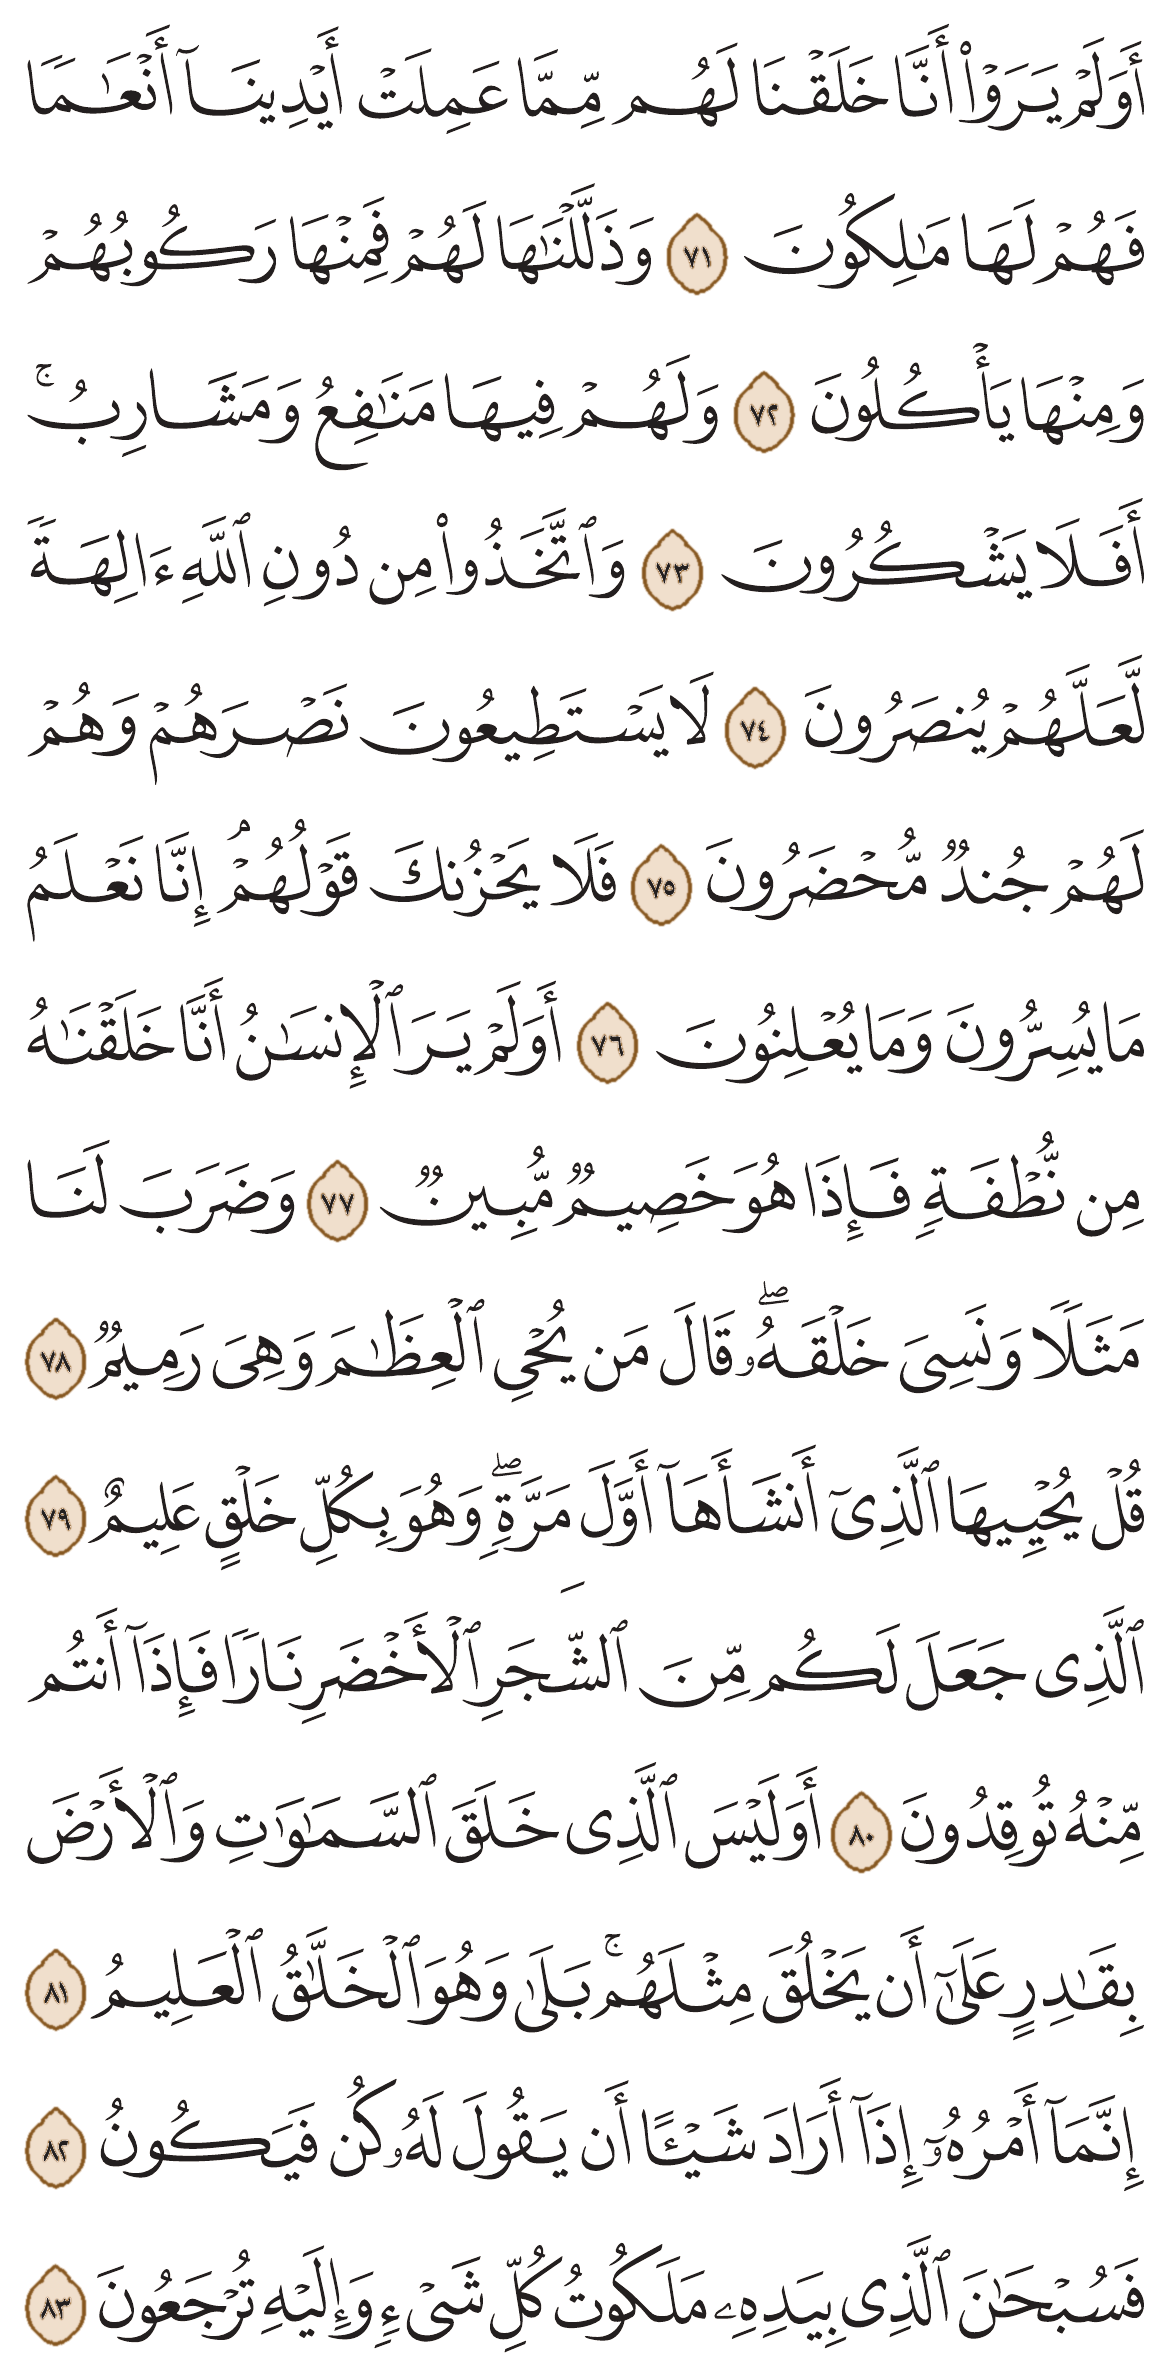 أَوَلَمْ يَرَوْا۟ أَنَّا خَلَقْنَا لَهُم مِّمَّا عَمِلَتْ أَيْدِينَآ أَنْعَٰمًا
فَهُمْ لَهَا مَٰلِكُونَ ٧١ وَذَلَّلْنَٰهَا لَهُمْ فَمِنْهَا رَكُوبُهُمْ
وَمِنْهَا يَأْكُلُونَ ٧٢ وَلَهُمْ فِيهَا مَنَٰفِعُ وَمَشَارِبُ ۚ
أَفَلَا يَشْكُرُونَ ٧٣ وَٱتَّخَذُوا۟ مِن دُونِ ٱللَّهِ ءَالِهَةً
لَّعَلَّهُمْ يُنصَرُونَ ٧٤ لَا يَسْتَطِيعُونَ نَصْرَهُمْ وَهُمْ
لَهُمْ جُندٌ مُّحْضَرُونَ ٧٥ فَلَا يَحْزُنكَ قَوْلُهُمْ ۘ إِنَّا نَعْلَمُ
مَا يُسِرُّونَ وَمَا يُعْلِنُونَ ٧٦ أَوَلَمْ يَرَ ٱلْإِنسَٰنُ أَنَّا خَلَقْنَٰهُ
مِن نُّطْفَةٍ فَإِذَا هُوَ خَصِيمٌ مُّبِينٌ ٧٧ وَضَرَبَ لَنَا
مَثَلًا وَنَسِىَ خَلْقَهُۥ ۖ قَالَ مَن يُحْىِ ٱلْعِظَٰمَ وَهِىَ رَمِيمٌ ٧٨
قُلْ يُحْيِيهَا ٱلَّذِىٓ أَنشَأَهَآ أَوَّلَ مَرَّةٍ ۖ وَهُوَ بِكُلِّ خَلْقٍ عَلِيمٌ ٧٩
ٱلَّذِى جَعَلَ لَكُم مِّنَ ٱلشَّجَرِ ٱلْأَخْضَرِ نَارًا فَإِذَآ أَنتُم
مِّنْهُ تُوقِدُونَ ٨٠ أَوَلَيْسَ ٱلَّذِى خَلَقَ ٱلسَّمَٰوَٰتِ وَٱلْأَرْضَ
بِقَٰدِرٍ عَلَىٰٓ أَن يَخْلُقَ مِثْلَهُم ۚ بَلَىٰ وَهُوَ ٱلْخَلَّٰقُ ٱلْعَلِيمُ ٨١
إِنَّمَآ أَمْرُهُۥٓ إِذَآ أَرَادَ شَيْـًٔا أَن يَقُولَ لَهُۥ كُن فَيَكُونُ ٨٢
فَسُبْحَٰنَ ٱلَّذِى بِيَدِهِۦ مَلَكُوتُ كُلِّ شَىْءٍ وَإِلَيْهِ تُرْجَعُونَ ٨٣